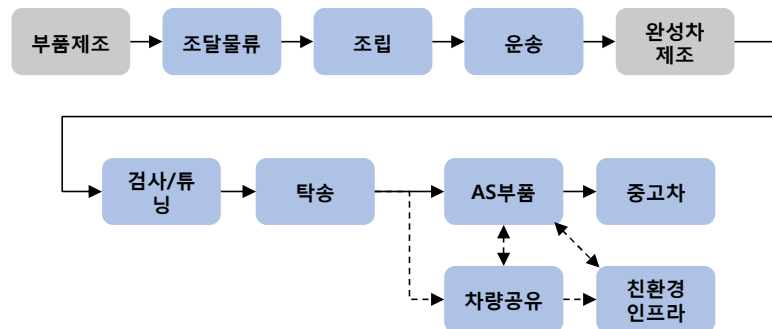 부품제조
조달물류
조립
운송
완성차
제조
검사/튜
닝
탁송
AS부품
중고차
차량공유
친환경
인프라